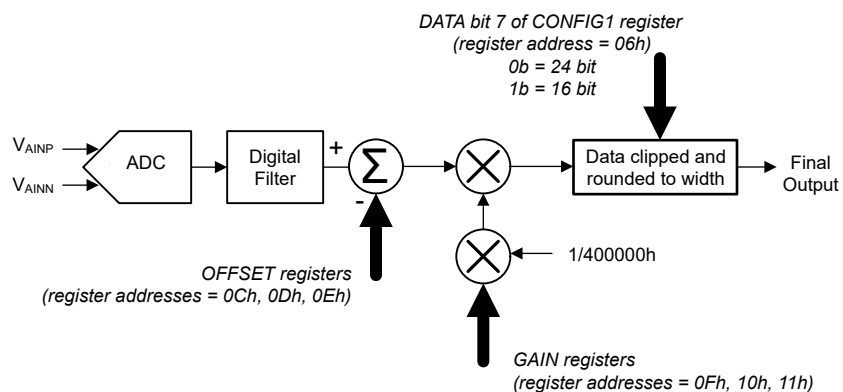 DATA bit 7 of CONFIG1 register
(register address = 06h)
0b = 24 bit
1b = 16 bit
VAINP
VAINN
ADC
Digital
Filter
+
Σ
-
Data clipped and
rounded to width
Final
Output
1/400000h
OFFSET registers
(register addresses = 0Ch, 0Dh, 0Eh)
GAIN registers
(register addresses = 0Fh, 10h, 11h)